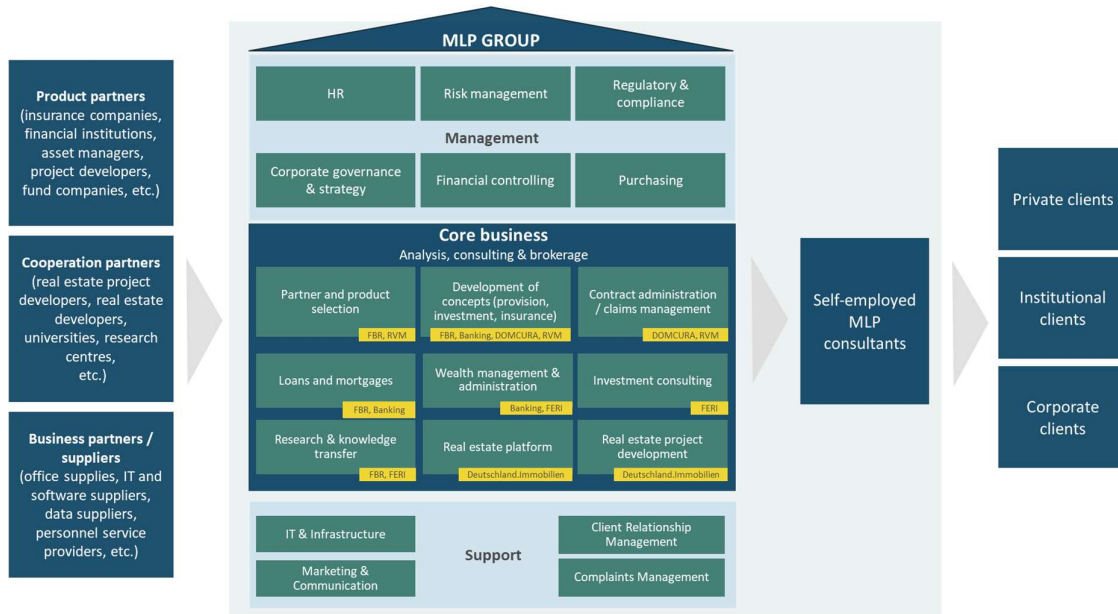 MLP GROUP
Product partners
(insurance companies,
financial institutions,
asset managers,
project developers,
fund companies, etc.)
Cooperation partners
(real estate project
developers, real estate
developers,
universities, research
centres,
etc.)
Business partners /
suppliers
(office supplies, IT and
software suppliers,
data suppliers,
personnel service
providers, etc.)
HR
Risk management
Regulatory &
compliance
Management
Corporate governance
& strategy
Financial controlling
Purchasing
Core business
Analysis, consulting & brokerage
Partner and product
selection
FBR, RVM
Development of
concepts (provision,
investment, insurance)
FBR, Banking, DOMCURA, RVM
Contract administration
/ claims management
DOMCURA, RVM
Loans and mortgages
FBR, Banking
Wealth management &
administration
Banking, FERI
Investment consulting
FERI
Research & knowledge
transfer
FBR, FERI
Real estate platform
Deutschland.Immobilien
Real estate project
development
Deutschland.Immobilien
IT & Infrastructure
Marketing &
Communication
Support
Client Relationship
Management
Complaints Management
Self-employed
MLP
consultants
Private clients
Institutional
clients
Corporate
clients